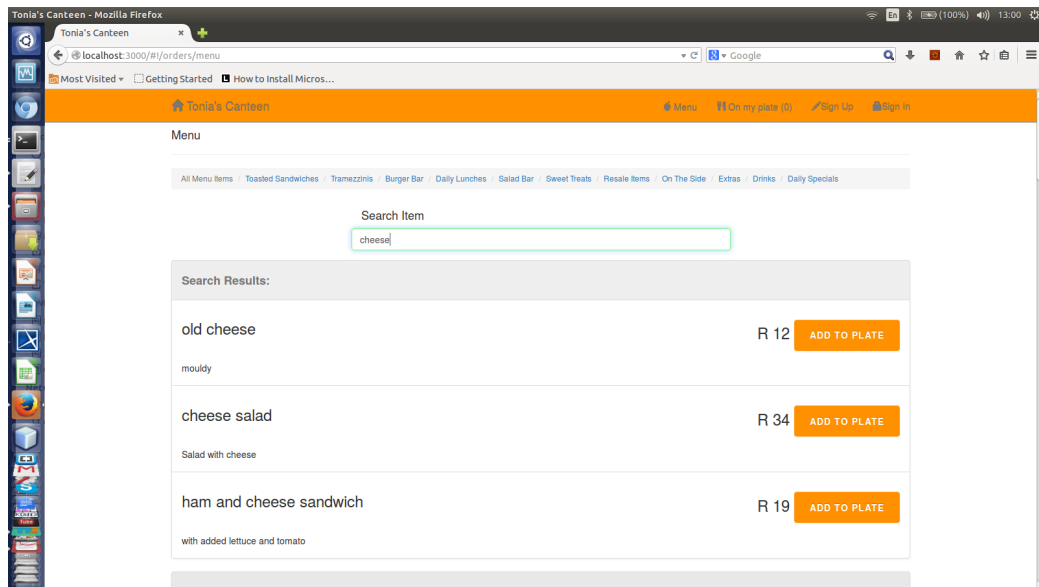 Tonia's Canteen - Mozilla Firefox En (100%) 13:00
Tonia's Canteen
localhost:3000/#!/orders/menu Google
Most Visited Getting Started How to Install Micros...
Tonia's Canteen Menu On my plate (0) Sign Up Sign in
Menu
All Menu Items / Toasted Sandwiches / Tramezzinis / Burger Bar / Daily Lunches / Salad Bar / Sweet Treats / Resale Items / On The Side / Extras / Drinks / Daily Specials
Search Item
cheese
Search Results:
old cheese
R 12 ADD TO PLATE
mouldy
cheese salad
R 34 ADD TO PLATE
Salad with cheese
ham and cheese sandwich
R 19 ADD TO PLATE
with added lettuce and tomato